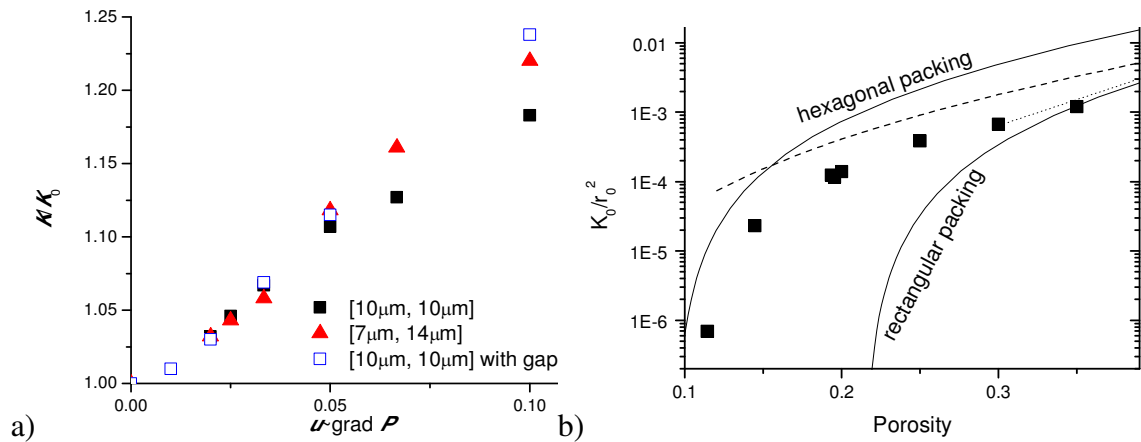 1.25
1.20
1.15
1.10
1.05
1.00
K/K₀
0.00
0.05
0.10
u-grad P
[10μm, 10μm]
[7μm, 14μm]
[10μm, 10μm] with gap
a)
0.01
1E-3
1E-4
1E-5
1E-6
K₀/r₀²
hexagonal packing
rectangular packing
0.1
0.2
0.3
Porosity
b)